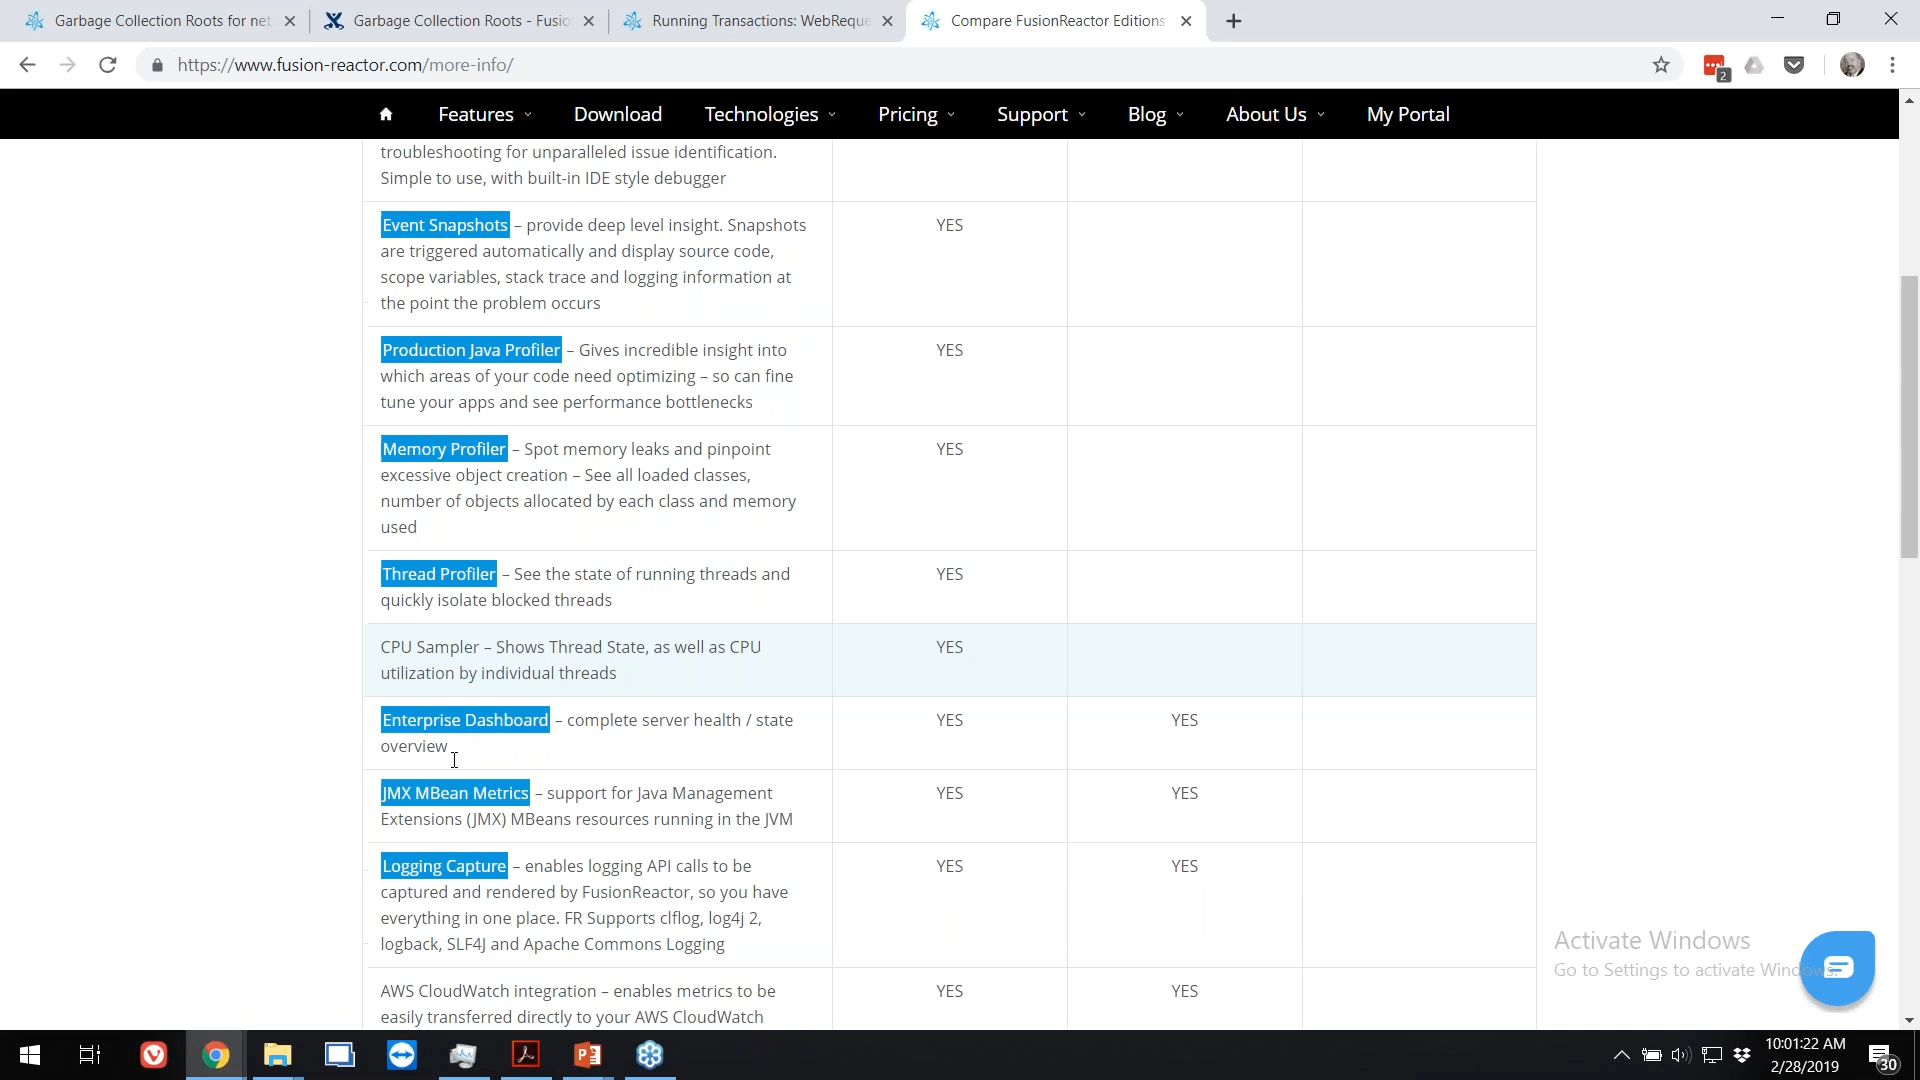 Garbage Collection Roots for net
Garbage Collection Roots - Fusio
Running Transactions: WebReque
Compare FusionReactor Editions
https://www.fusion-reactor.com/more-info/
2
Features
Download
Technologies
Pricing
Support
Blog
About Us
My Portal
troubleshooting for unparalleled issue identification.
Simple to use, with built-in IDE style debugger
Event Snapshots – provide deep level insight. Snapshots
are triggered automatically and display source code,
scope variables, stack trace and logging information at
the point the problem occurs
YES
Production Java Profiler – Gives incredible insight into
which areas of your code need optimizing – so can fine
tune your apps and see performance bottlenecks
YES
Memory Profiler – Spot memory leaks and pinpoint
excessive object creation – See all loaded classes,
number of objects allocated by each class and memory
used
YES
Thread Profiler – See the state of running threads and
quickly isolate blocked threads
YES
CPU Sampler – Shows Thread State, as well as CPU
utilization by individual threads
YES
Enterprise Dashboard – complete server health / state
overview
YES
YES
JMX MBean Metrics – support for Java Management
Extensions (JMX) MBeans resources running in the JVM
YES
YES
Logging Capture – enables logging API calls to be
captured and rendered by FusionReactor, so you have
everything in one place. FR Supports clflog, log4j 2,
logback, SLF4J and Apache Commons Logging
YES
YES
AWS CloudWatch integration – enables metrics to be
easily transferred directly to your AWS CloudWatch
YES
YES
Activate Windows
Go to Settings to activate Windows.
10:01:22 AM
2/28/2019
30